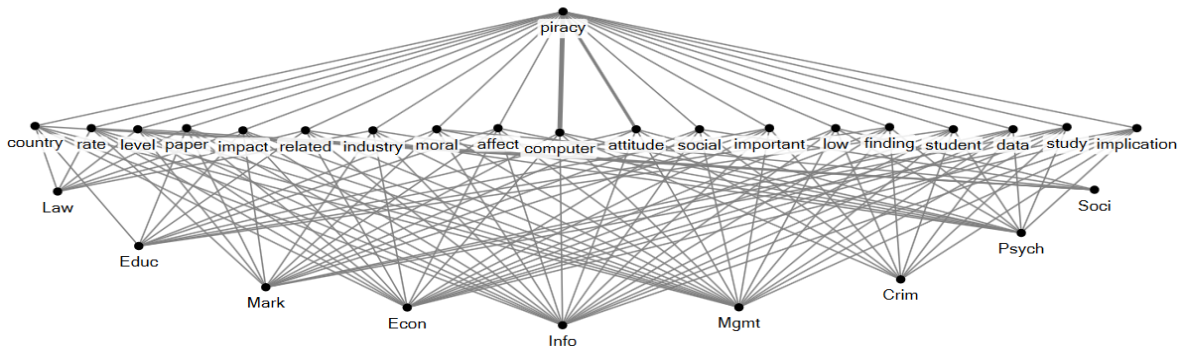 piracy
country rate level paper impact related industry moral affect computer attitude social important low finding student data study implication
Law
Soci
Educ
Psych
Mark
Crim
Econ
Mgmt
Info